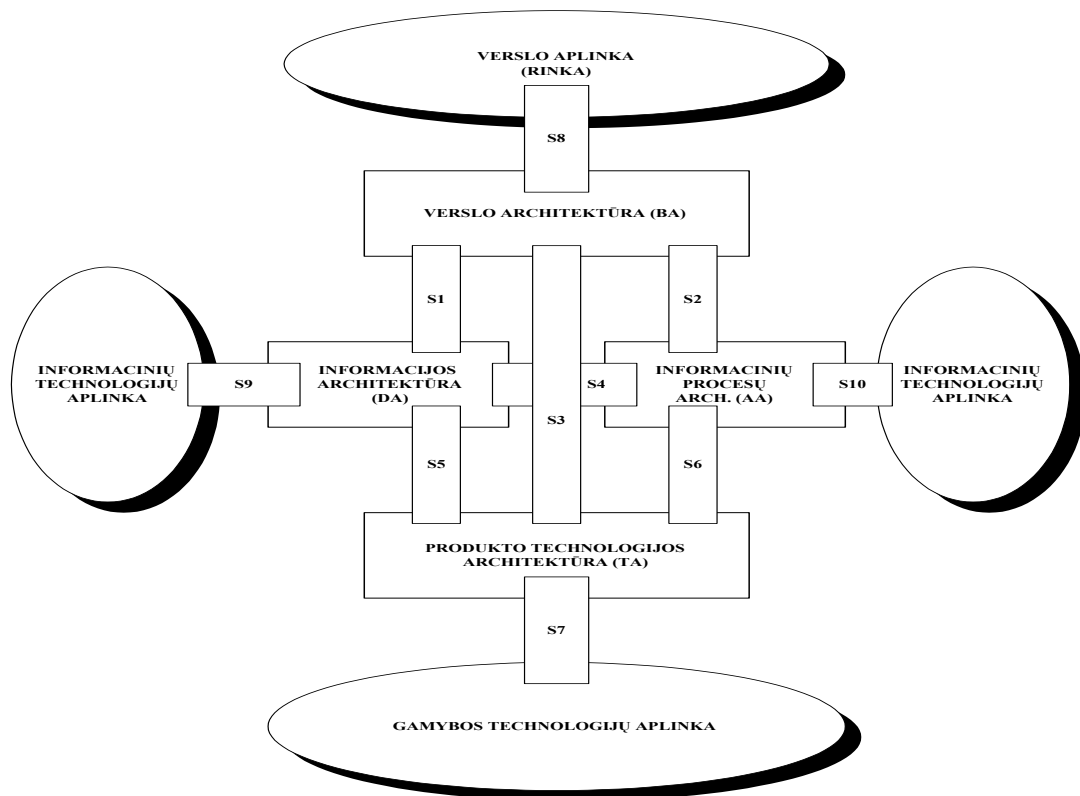 VERSLO APLINKA
(RINKA)
S8
VERSLO ARCHITEKTŪRA (BA)
S1
S2
INFORMACINIŲ
TECHNOLOGIJŲ
APLINKA
S9
INFORMACIJOS
ARCHITEKTŪRA
(DA)
S4
S3
INFORMACINIŲ
PROCESŲ
ARCH. (AA)
S10
INFORMACINIŲ
TECHNOLOGIJŲ
APLINKA
S5
S6
PRODUKTO TECHNOLOGIJOS
ARCHITEKTŪRA (TA)
S7
GAMYBOS TECHNOLOGIJŲ APLINKA